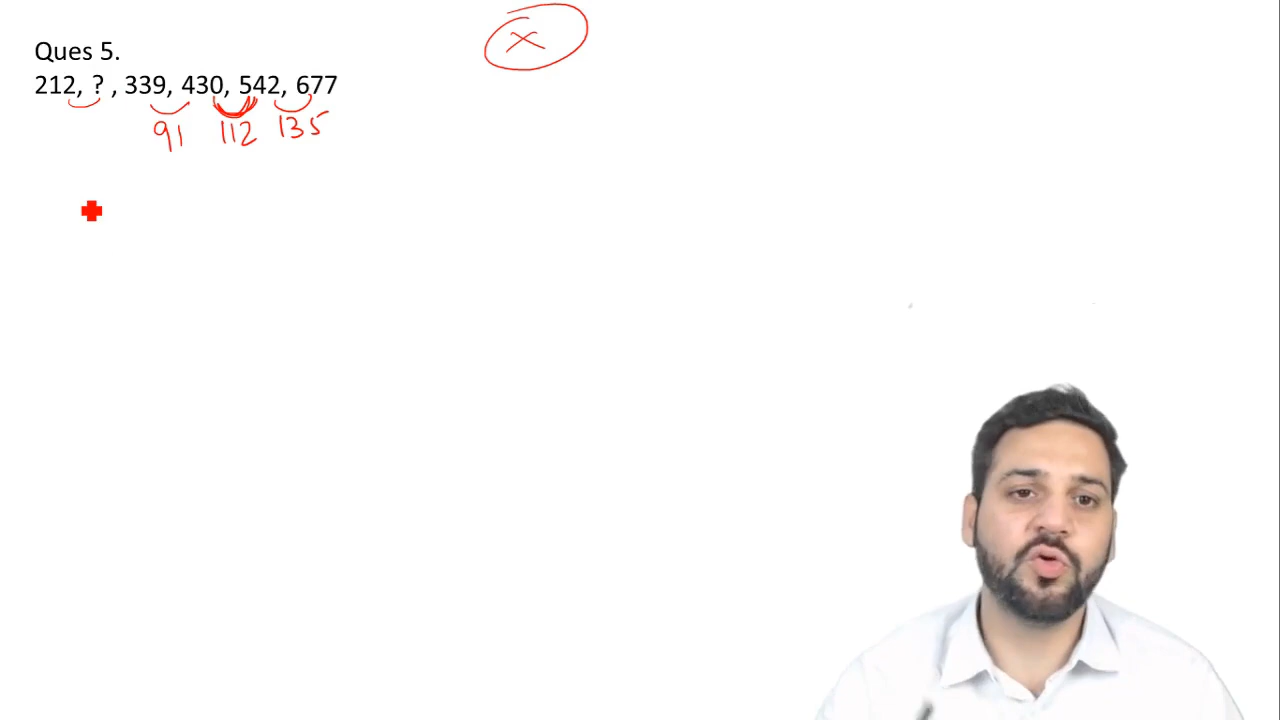 Ques 5.
212, ? , 339, 430, 542, 677
91 112 135
x